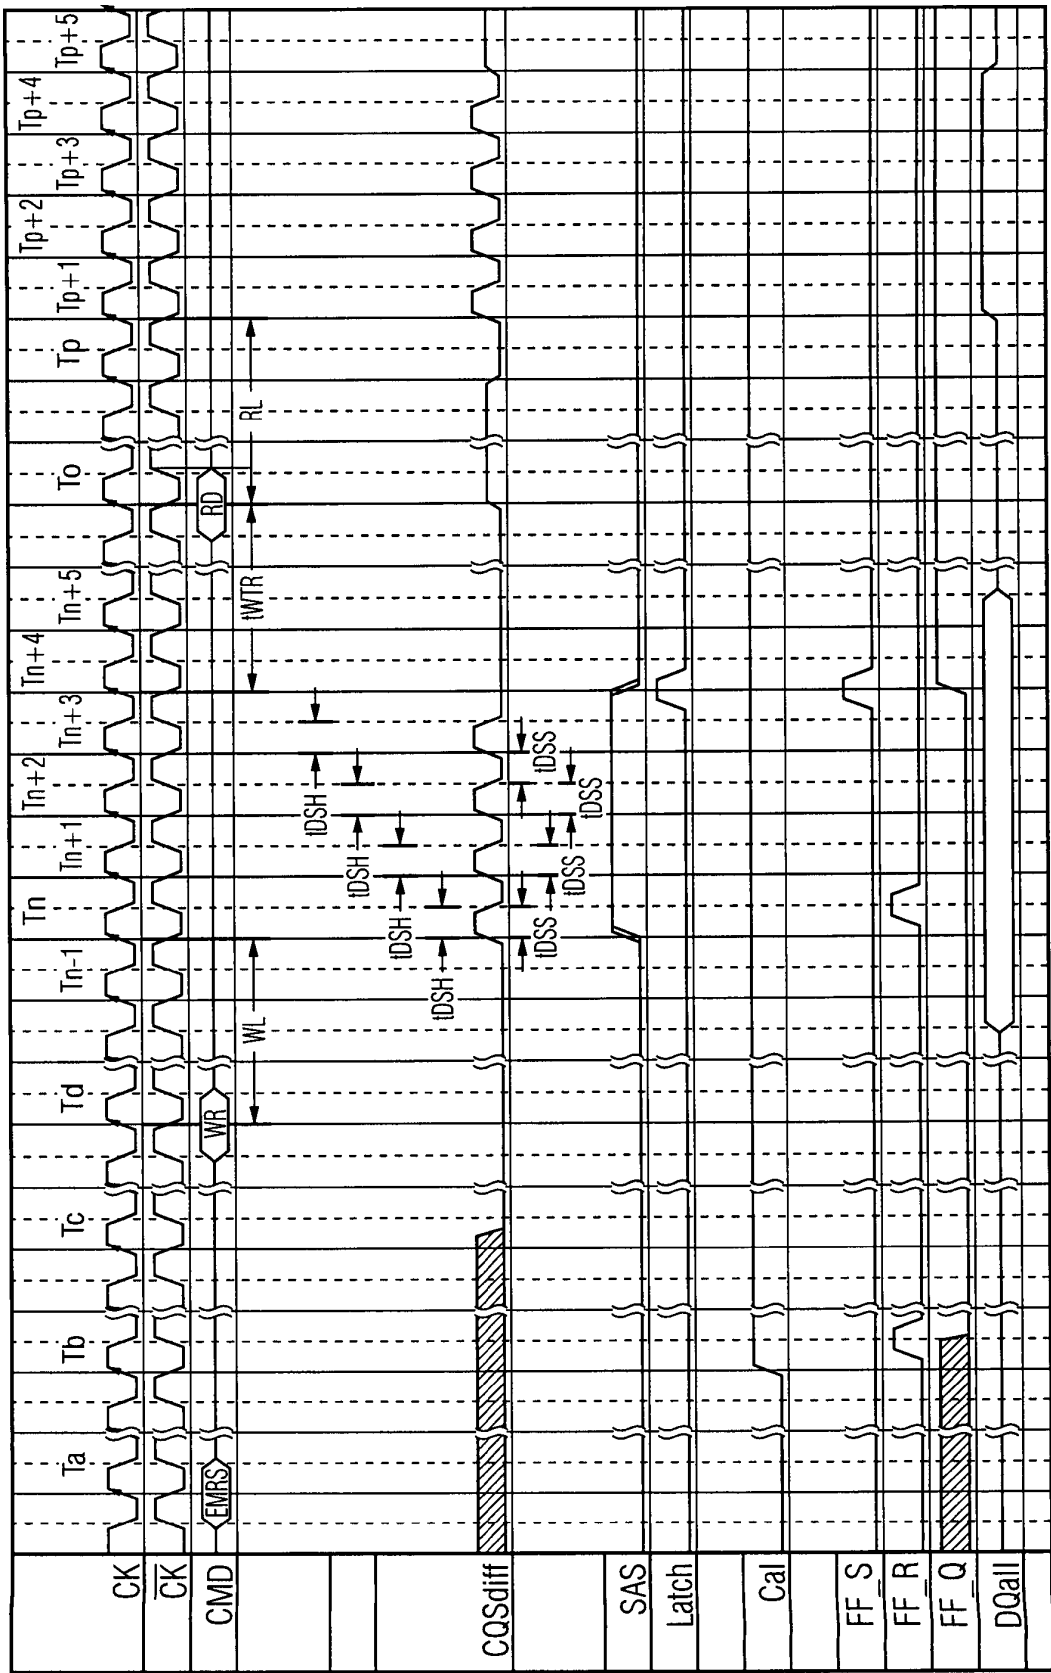 Ta
Tb
Tc
Td
Tn-1
Tn
Tn+1
Tn+2
Tn+3
Tn+4
Tn+5
To
Tp
Tp+1
Tp+2
Tp+3
Tp+4
Tp+5
CK
CK
CMD
EMRS
WR
RD
WL
tWTR
RL
tDSH
tDSH
tDSH
tDSH
CQSdiff
tDSS
tDSS
tDSS
tDSS
SAS
Latch
Cal
FF_S
FF_R
FF_Q
DQall